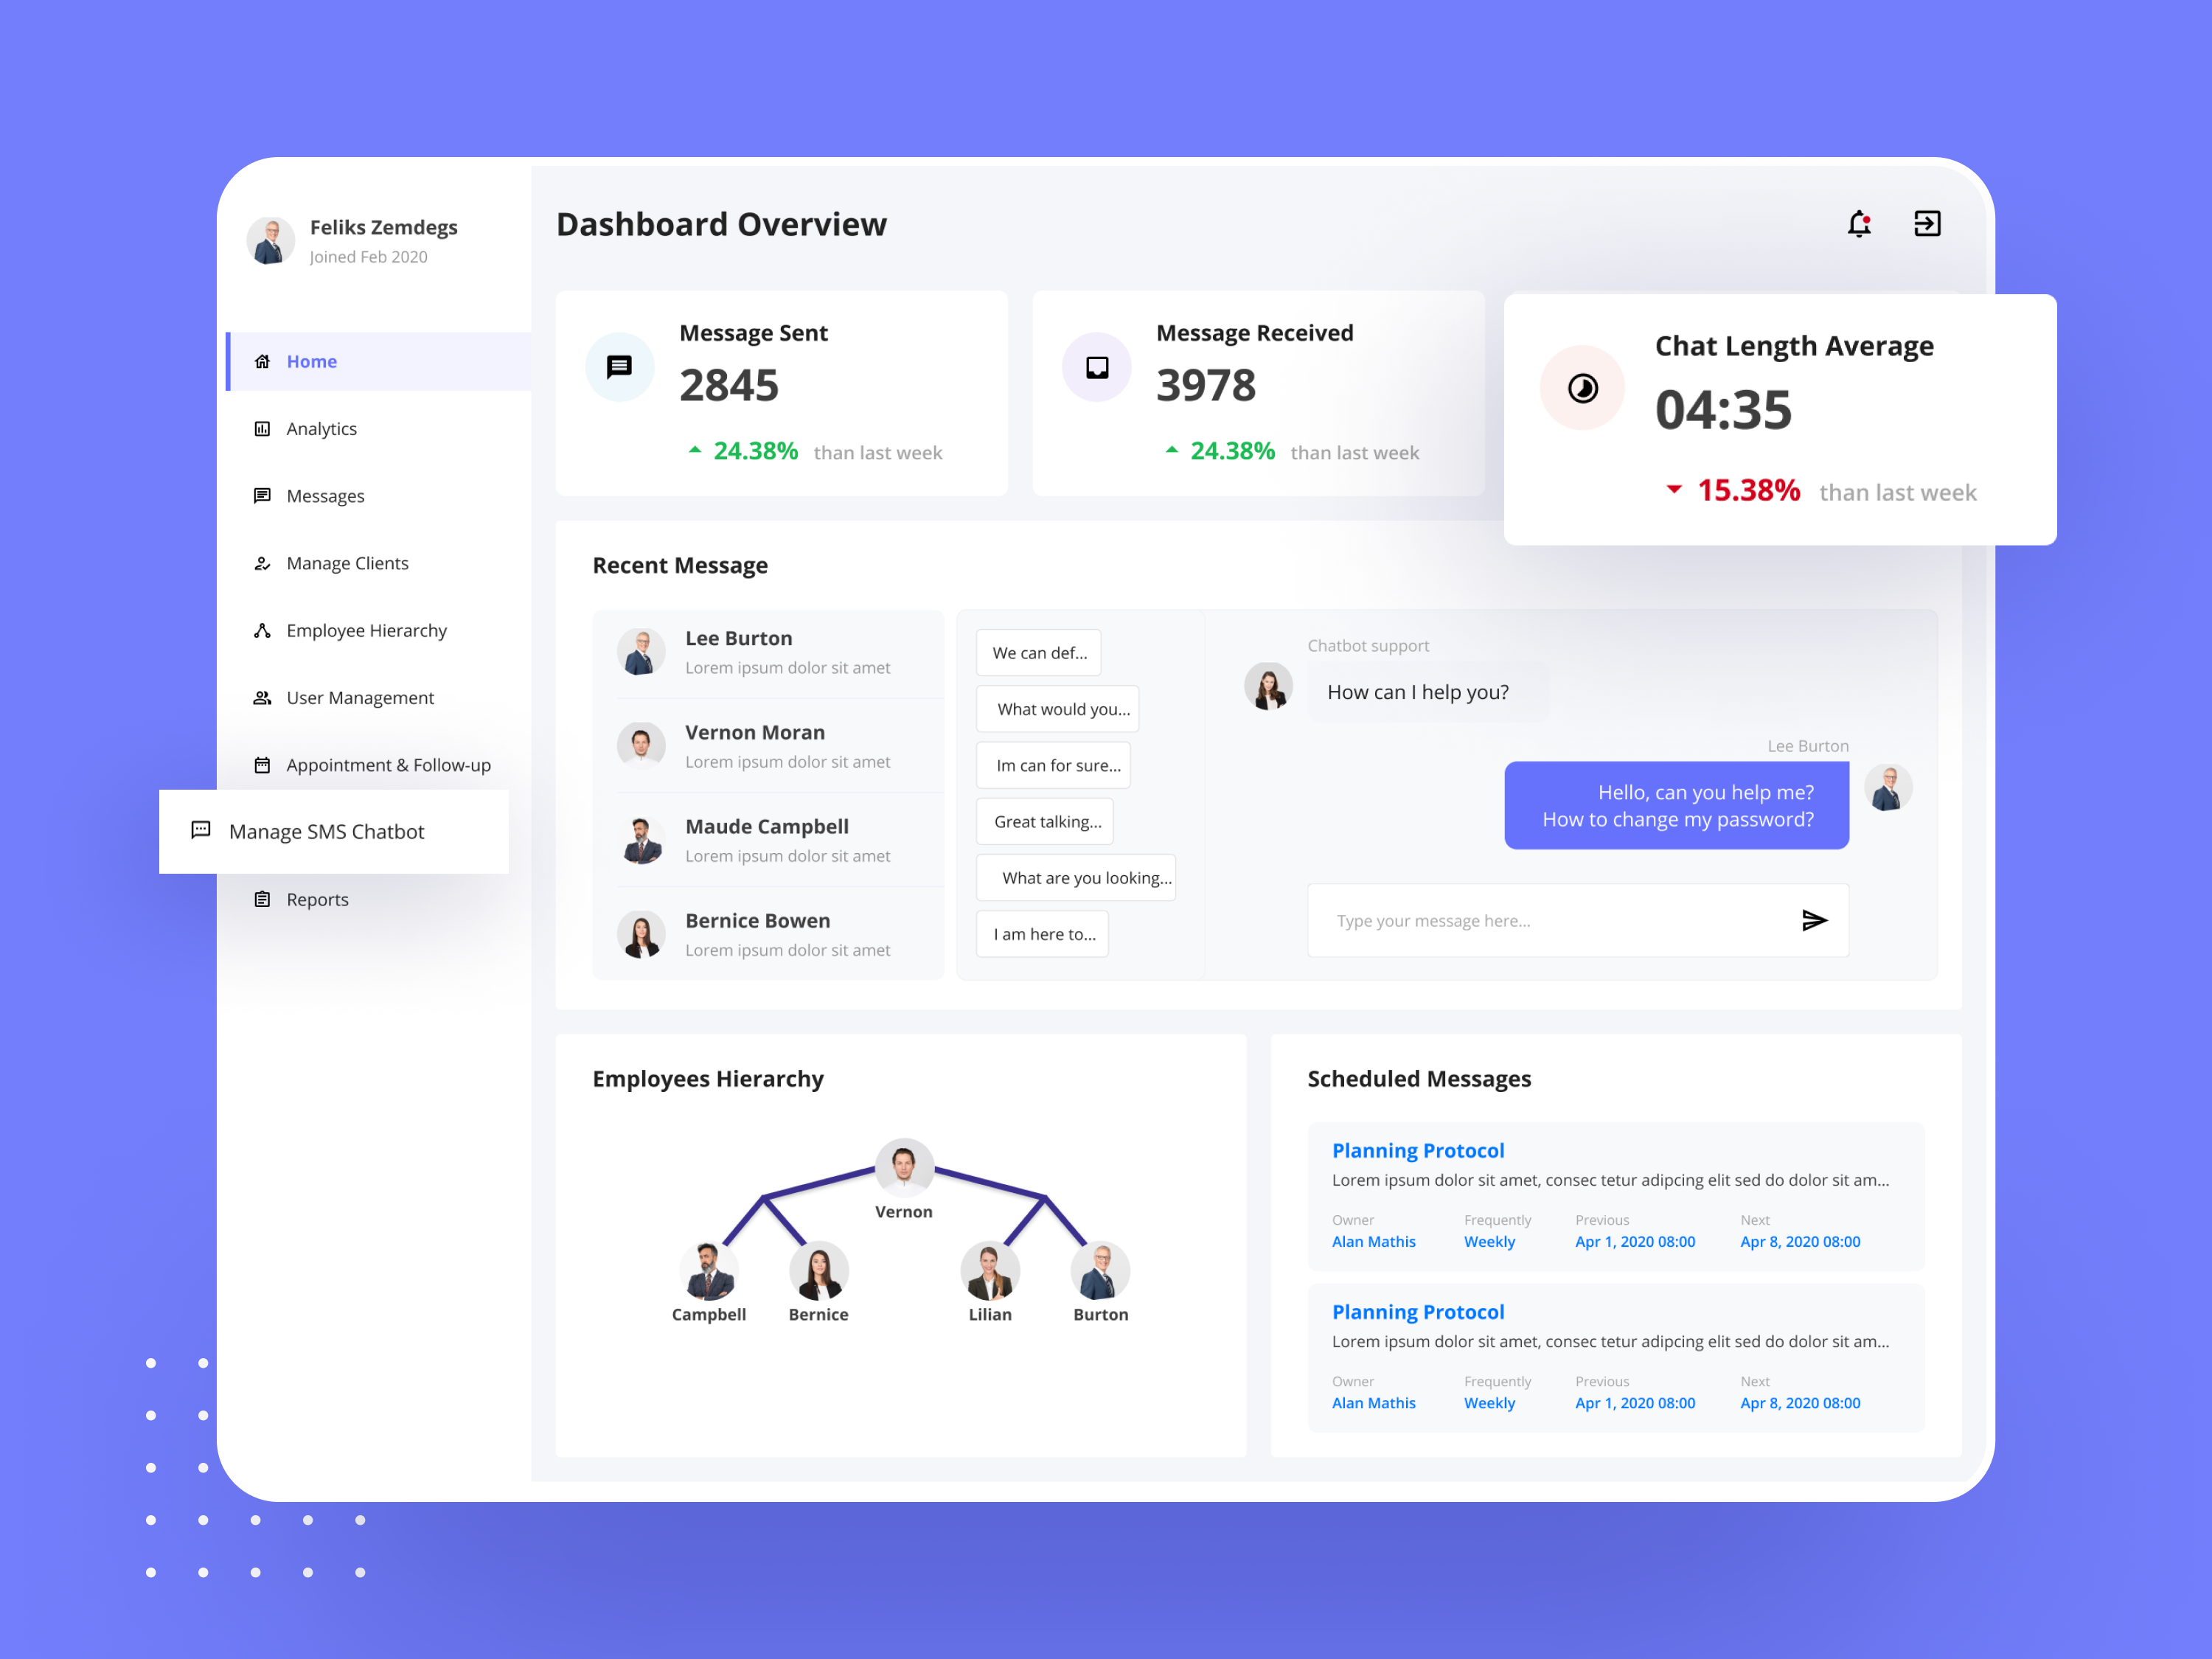 Feliks Zemdegs
Joined Feb 2020
Home
Analytics
Messages
Manage Clients
Employee Hierarchy
User Management
Appointment & Follow-up
Manage SMS Chatbot
Reports
Dashboard Overview
Message Sent
2845
24.38% than last week
Message Received
3978
24.38% than last week
Chat Length Average
04:35
15.38% than last week
Recent Message
Lee Burton
Lorem ipsum dolor sit amet
Vernon Moran
Lorem ipsum dolor sit amet
Maude Campbell
Lorem ipsum dolor sit amet
Bernice Bowen
Lorem ipsum dolor sit amet
We can def...
What would you...
Im can for sure...
Great talking...
What are you looking...
I am here to...
Chatbot support
How can I help you?
Lee Burton
Hello, can you help me?
How to change my password?
Type your message here...
Employees Hierarchy
Vernon
Campbell Bernice Lilian Burton
Scheduled Messages
Planning Protocol
Lorem ipsum dolor sit amet, consec tetur adipcing elit sed do dolor sit am...
Owner Frequently Previous Next
Alan Mathis Weekly Apr 1, 2020 08:00 Apr 8, 2020 08:00
Planning Protocol
Lorem ipsum dolor sit amet, consec tetur adipcing elit sed do dolor sit am...
Owner Frequently Previous Next
Alan Mathis Weekly Apr 1, 2020 08:00 Apr 8, 2020 08:00